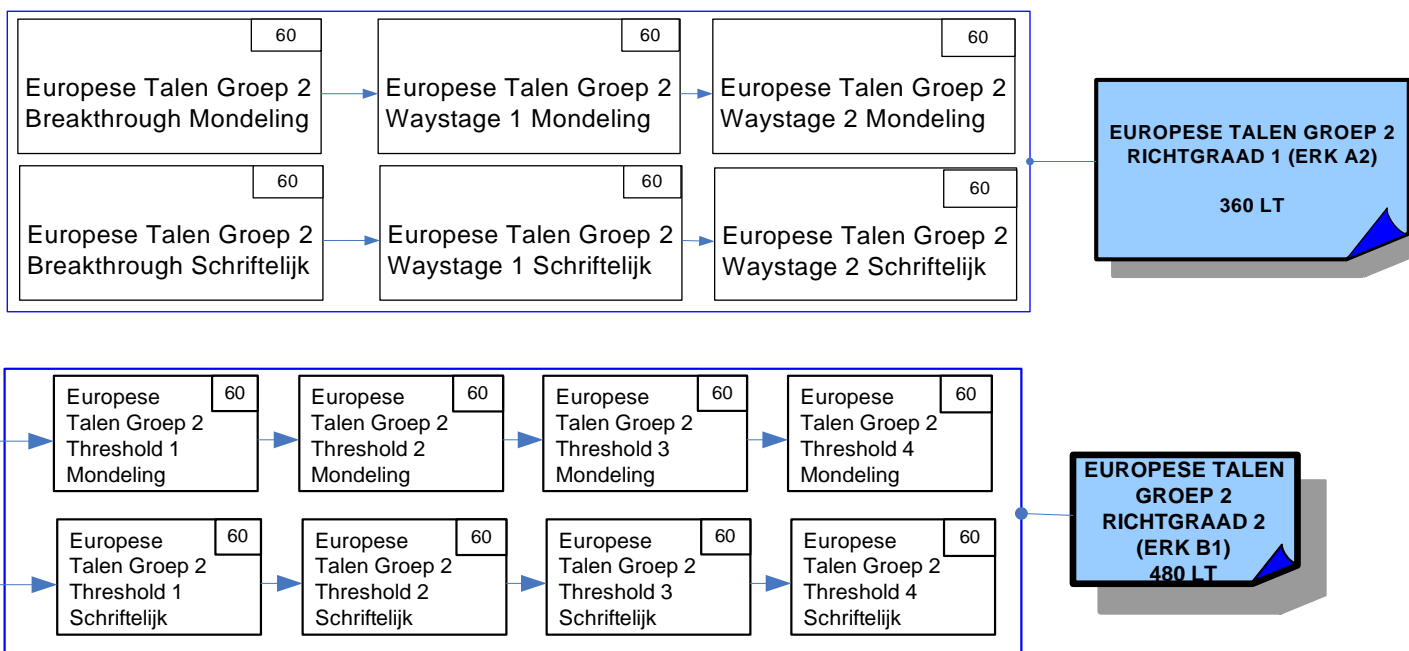 60
Europese Talen Groep 2
Breakthrough Mondeling
60
Europese Talen Groep 2
Waystage 1 Mondeling
60
Europese Talen Groep 2
Waystage 2 Mondeling
60
Europese Talen Groep 2
Breakthrough Schriftelijk
60
Europese Talen Groep 2
Waystage 1 Schriftelijk
60
Europese Talen Groep 2
Waystage 2 Schriftelijk
EUROPESE TALEN GROEP 2
RICHTGRAAD 1 (ERK A2)
360 LT
60
Europese
Talen Groep 2
Threshold 1
Mondeling
60
Europese
Talen Groep 2
Threshold 2
Mondeling
60
Europese
Talen Groep 2
Threshold 3
Mondeling
60
Europese
Talen Groep 2
Threshold 4
Mondeling
60
Europese
Talen Groep 2
Threshold 1
Schriftelijk
60
Europese
Talen Groep 2
Threshold 2
Schriftelijk
60
Europese
Talen Groep 2
Threshold 3
Schriftelijk
60
Europese
Talen Groep 2
Threshold 4
Schriftelijk
EUROPESE TALEN
GROEP 2
RICHTGRAAD 2
(ERK B1)
480 LT